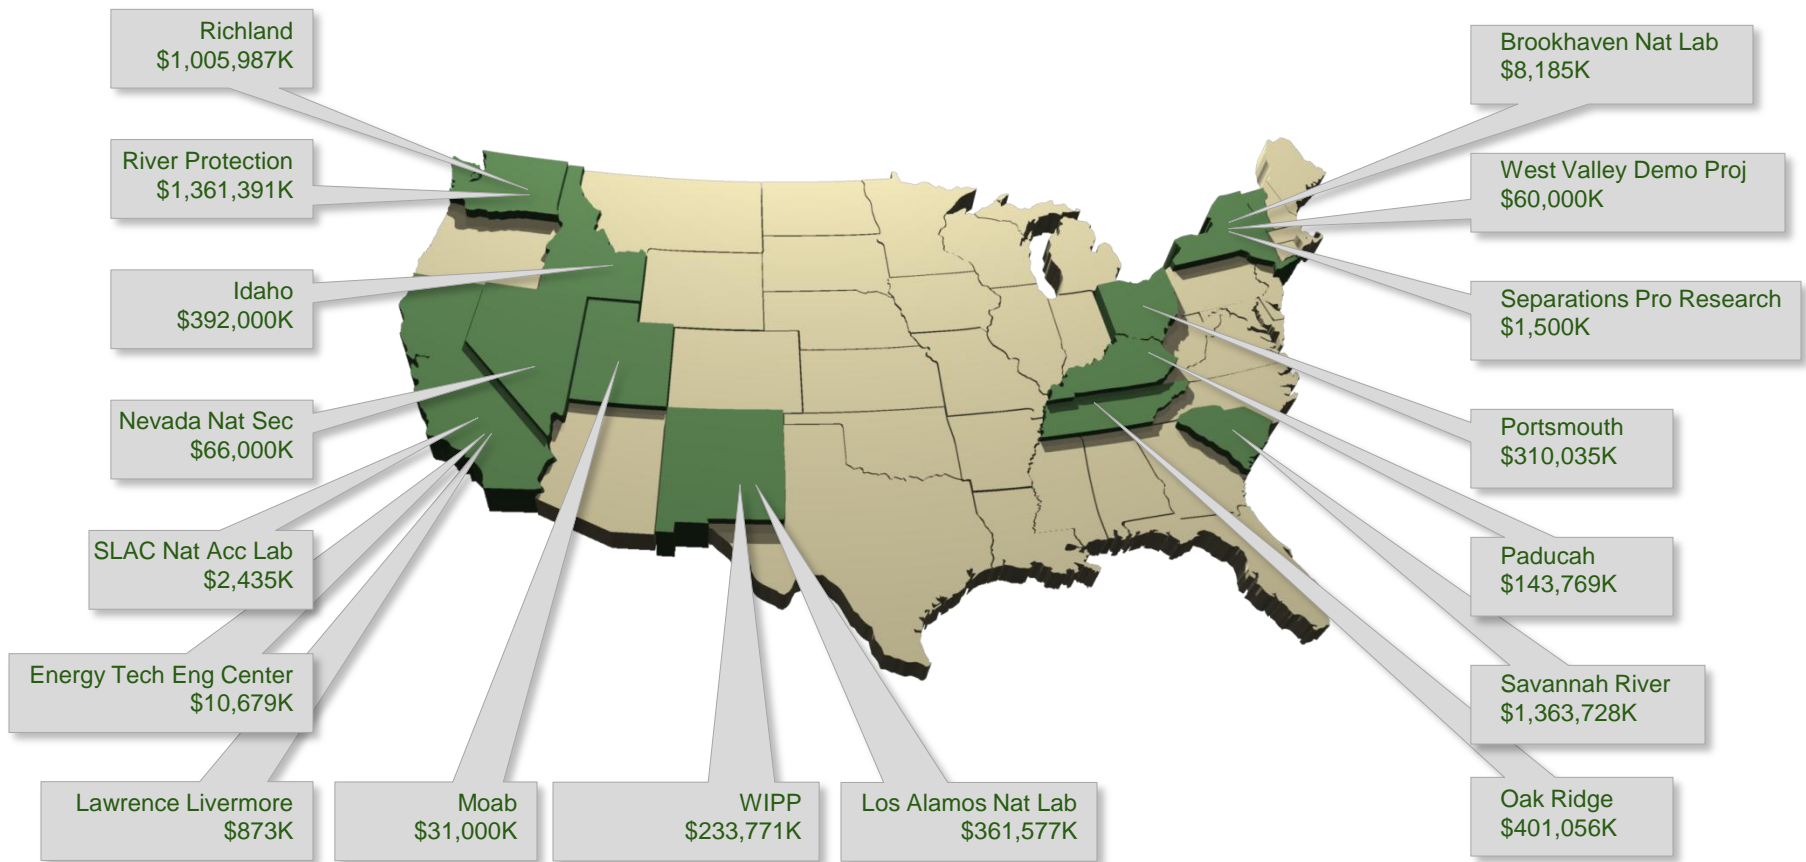 Richland
$1,005,987K
River Protection
$1,361,391K
Idaho
$392,000K
Nevada Nat Sec
$66,000K
SLAC Nat Acc Lab
$2,435K
Energy Tech Eng Center
$10,679K
Lawrence Livermore
$873K
Moab
$31,000K
WIPP
$233,771K
Los Alamos Nat Lab
$361,577K
Brookhaven Nat Lab
$8,185K
West Valley Demo Proj
$60,000K
Separations Pro Research
$1,500K
Portsmouth
$310,035K
Paducah
$143,769K
Savannah River
$1,363,728K
Oak Ridge
$401,056K